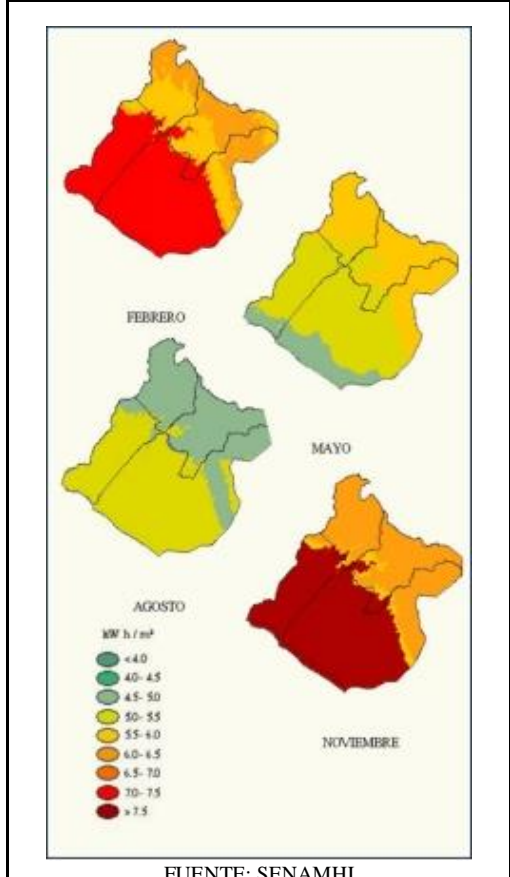 FEBRERO
MAYO
AGOSTO
kW h / m²
< 4.0
4.0- 4.5
4.5- 5.0
5.0- 5.5
5.5- 6.0
6.0- 6.5
6.5- 7.0
7.0- 7.5
> 7.5
NOVIEMBRE
FUENTE: SENAMHI